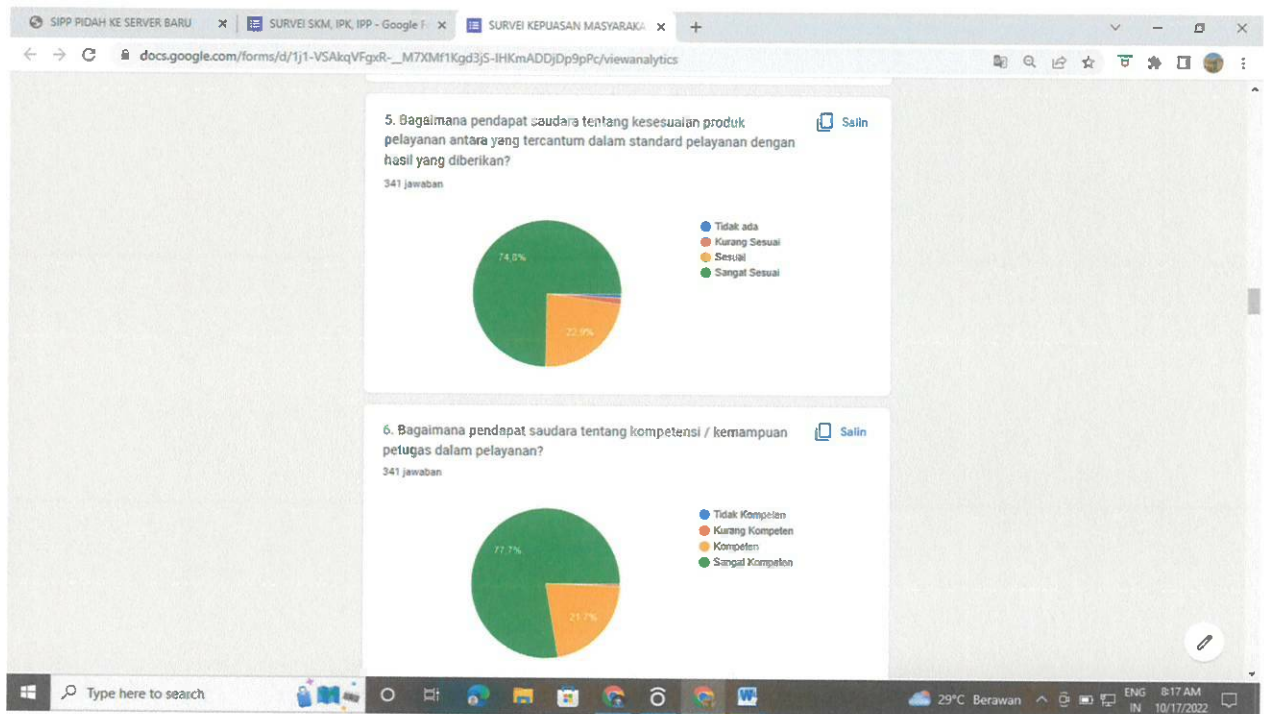 SIPP PIDAH KE SERVER BARU
SURVEI SKM, IPK, IPP - Google F
SURVEI KEPUASAN MASYARAKA
docs.google.com/forms/d/1j1-VSAkqVFgxR-__M7XMf1Kgd3jS-IHKmADDjDp9pPc/viewanalytics
5. Bagaimana pendapat saudara tentang kesesuaian produk
pelayanan antara yang tercantum dalam standard pelayanan dengan
hasil yang diberikan?
Salin
341 jawaban
Tidak ada
Kurang Sesuai
Sesuai
Sangat Sesuai
74,8%
22,9%
6. Bagaimana pendapat saudara tentang kompetensi / kemampuan
petugas dalam pelayanan?
Salin
341 jawaban
Tidak Kompeten
Kurang Kompeten
Kompeten
Sangat Kompeten
77,7%
21,7%
Type here to search
29°C Berawan
ENG
IN
8:17 AM
10/17/2022